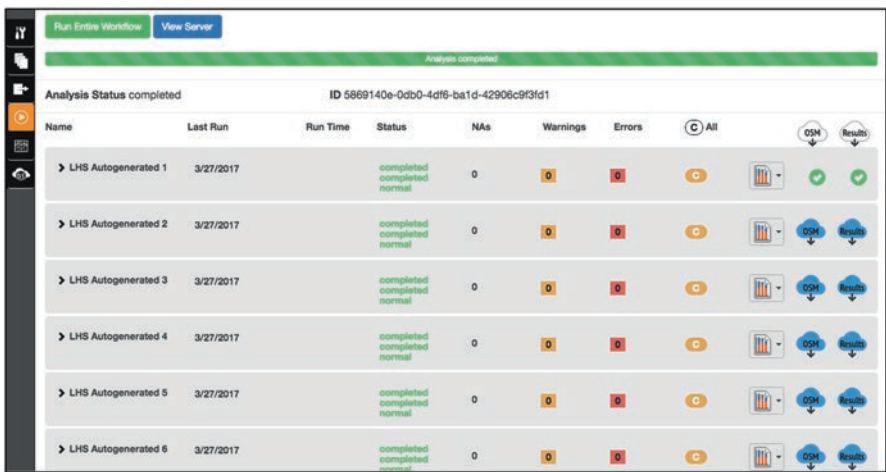 Run Entire Workflow View Server
Analysis completed
Analysis Status completed ID 5869140e-0db0-4df6-ba1d-42906c9f3fd1
Name Last Run Run Time Status NAs Warnings Errors C All OSM Results
LHS Autogenerated 1 3/27/2017 completed 0 0 0 C
completed
normal
LHS Autogenerated 2 3/27/2017 completed 0 0 0 C OSM Results
completed
normal
LHS Autogenerated 3 3/27/2017 completed 0 0 0 C OSM Results
completed
normal
LHS Autogenerated 4 3/27/2017 completed 0 0 0 C OSM Results
completed
normal
LHS Autogenerated 5 3/27/2017 completed 0 0 0 C OSM Results
completed
normal
LHS Autogenerated 6 3/27/2017 completed 0 0 0 C OSM Results
completed
normal